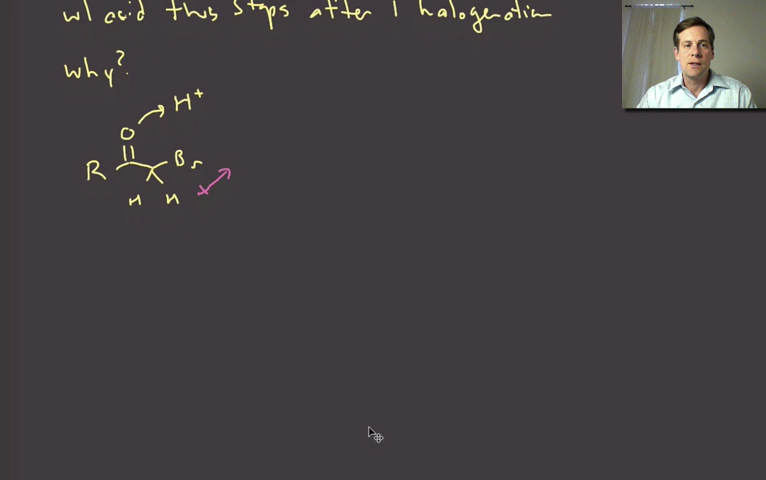 w/ acid this stops after 1 halogenation
why?
H+
O
R Br
H H